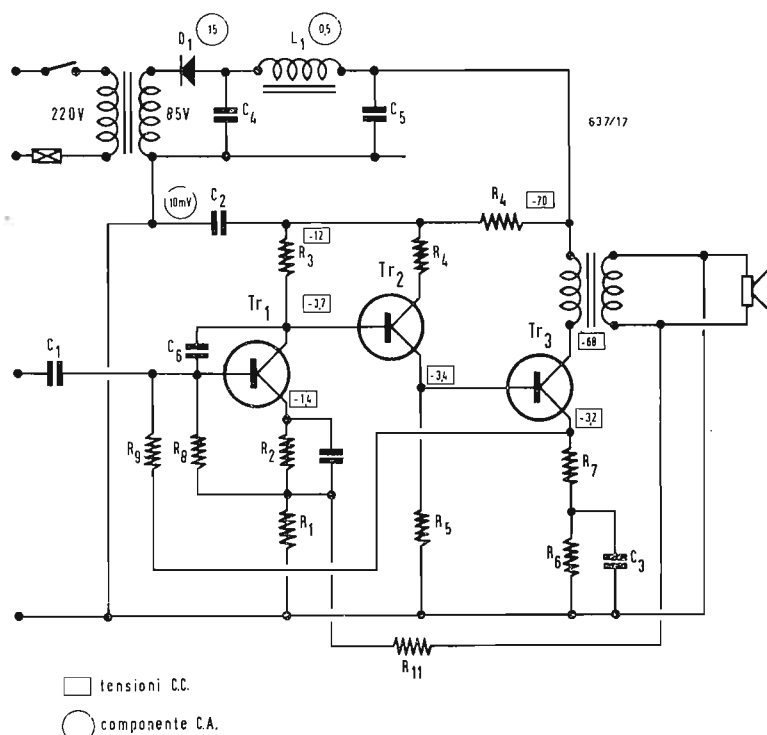 D1 15
L1 0,5
220V
85V
C4
C5
637/17
10mV
C2
R4 -70
-12
R3
R4
Tr1
-3,7
Tr2
Tr3
-68
C1
C6
-1,4
-3,4
-3,2
R9
R8
R2
R7
R1
R5
R6
C3
R11
tensioni C.C.
componente C.A.